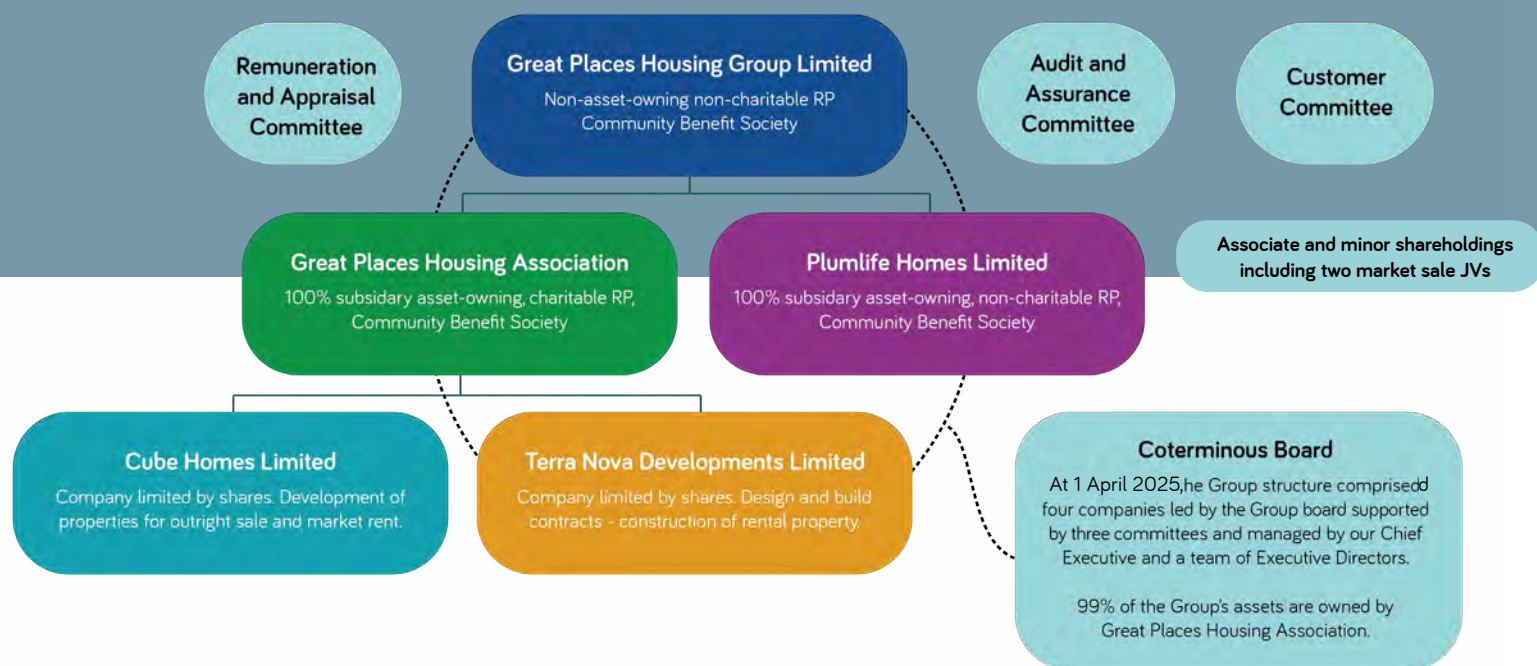 Remuneration
and Appraisal
Committee
Great Places Housing Group Limited
Non-asset-owning non-charitable RP
Community Benefit Society
Audit and
Assurance
Committee
Customer
Committee
Great Places Housing Association
100% subsidary asset-owning, charitable RP,
Community Benefit Society
Plumlife Homes Limited
100% subsidary asset-owning, non-charitable RP,
Community Benefit Society
Associate and minor shareholdings
including two market sale JVs
Cube Homes Limited
Company limited by shares. Development of
properties for outright sale and market rent.
Terra Nova Developments Limited
Company limited by shares. Design and build
contracts - construction of rental property.
Coterminous Board
At 1 April 2025,he Group structure comprised
four companies led by the Group board supported
by three committees and managed by our Chief
Executive and a team of Executive Directors.
99% of the Group's assets are owned by
Great Places Housing Association.